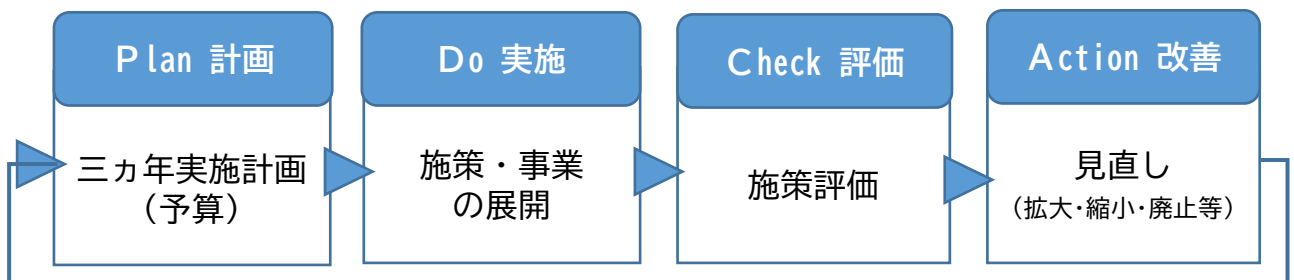 Ｐlan 計画
三ヵ年実施計画
（予算）
Ｄo 実施
施策・事業
の展開
Ｃheck 評価
施策評価
Ａction 改善
見直し
（拡大・縮小・廃止等）